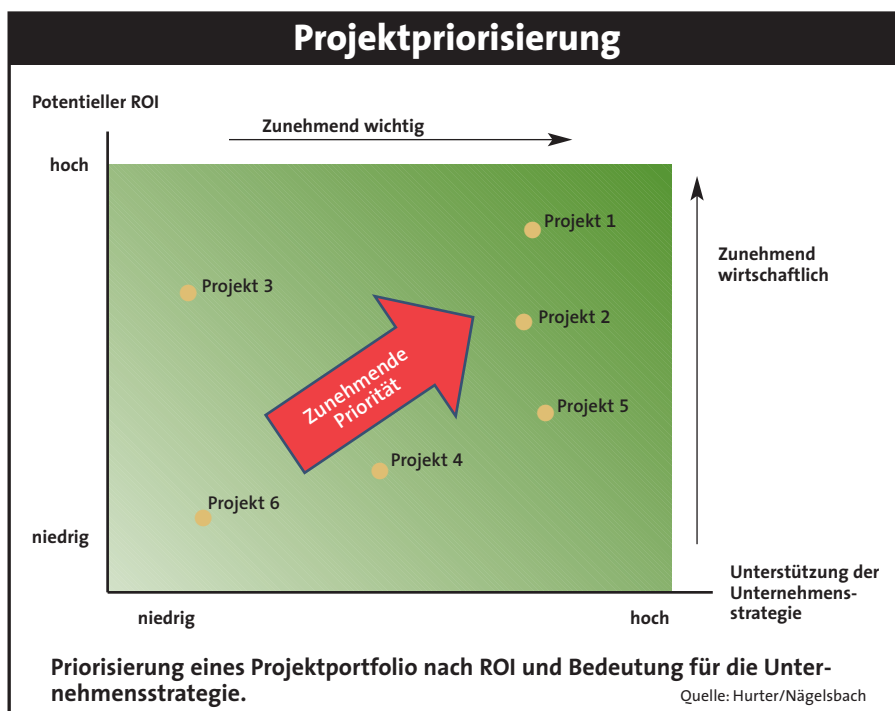 Projektpriorisierung
Potentieller ROI
Zunehmend wichtig
hoch
Projekt 1
Zunehmend
wirtschaftlich
Projekt 3
Projekt 2
Zunehmende
Priorität
Projekt 5
Projekt 4
Projekt 6
niedrig
Unterstützung der
Unternehmens-
strategie
niedrig
hoch
Priorisierung eines Projektportfolio nach ROI und Bedeutung für die Unter-
nehmensstrategie.
Quelle: Hurter/Nägelsbach